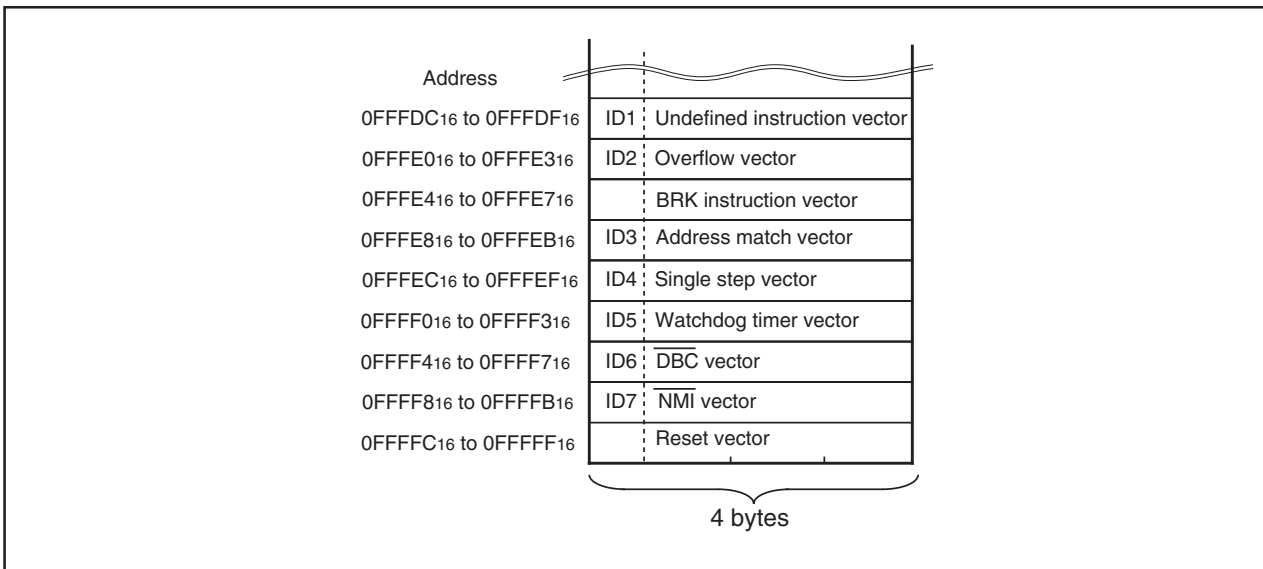 Address
0FFFDC16 to 0FFFDF16 ID1 Undefined instruction vector
0FFFE016 to 0FFFE316 ID2 Overflow vector
0FFFE416 to 0FFFE716 BRK instruction vector
0FFFE816 to 0FFFEB16 ID3 Address match vector
0FFFEC16 to 0FFFEF16 ID4 Single step vector
0FFFF016 to 0FFFF316 ID5 Watchdog timer vector
0FFFF416 to 0FFFF716 ID6 D̅B̅C̅ vector
0FFFF816 to 0FFFFB16 ID7 N̅M̅I̅ vector
0FFFFC16 to 0FFFFF16 Reset vector
4 bytes